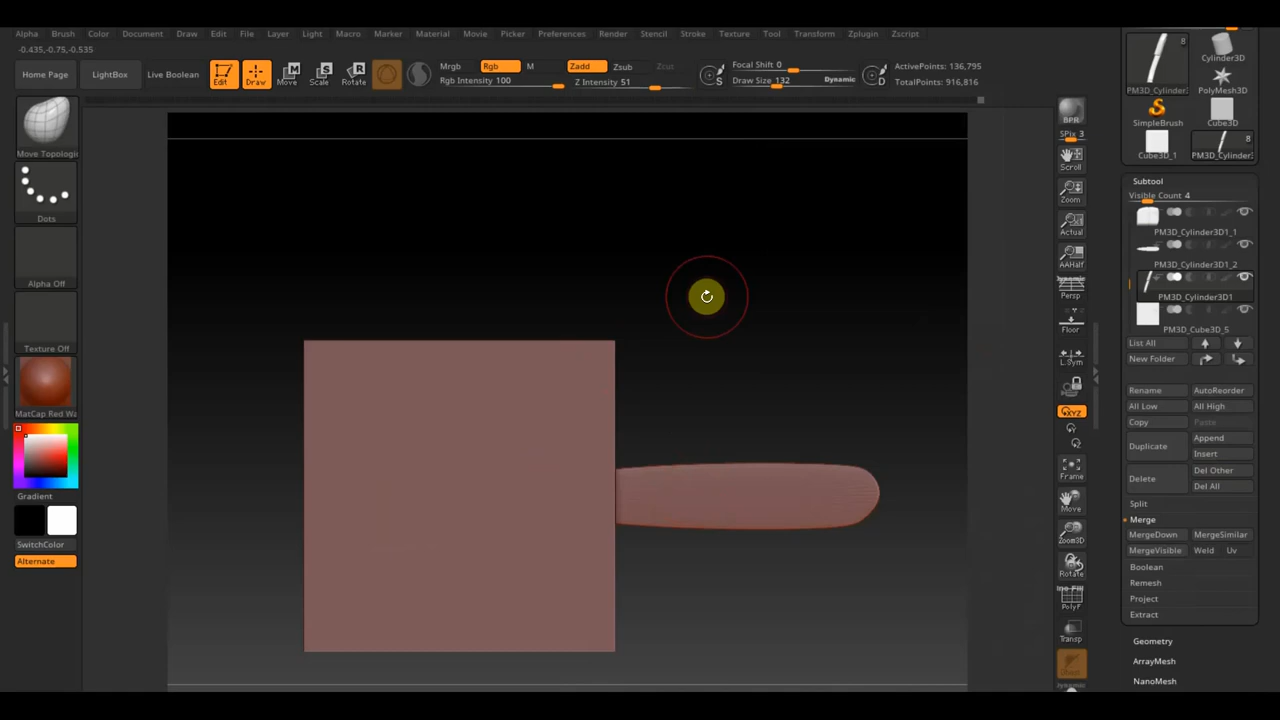 Alpha Brush Color Document Draw Edit File Layer Light Macro Marker Material Movie Picker Preferences Render Stencil Stroke Texture Tool Transform Zplugin Zscript
-0.435,-0.75,-0.535
Home Page LightBox Live Boolean Edit Draw Move Scale Rotate
Mrgb Rgb M Zadd Zsub Zcut
Rgb Intensity 100 Z Intensity 51
S Focal Shift 0
Draw Size 132 Dynamic D
ActivePoints: 136,795
TotalPoints: 916,816
Move Topologic
Dots
Alpha Off
Texture Off
MatCap Red Wa
Gradient
SwitchColor
Alternate
BPR
SPix 3
Scroll
Zoom
Actual
AAHalf
Dynamic
Persp
Floor
L.Sym
XYZ
Frame
Move
Zoom3D
Rotate
PolyF
Transp
8
PM3D_Cylinder
Cylinder3D
PolyMesh3D
SimpleBrush Cube3D
8
Cube3D_1 PM3D_Cylinder
Subtool
Visible Count 4
PM3D_Cylinder3D1_1
PM3D_Cylinder3D1_2
PM3D_Cylinder3D1
PM3D_Cube3D_5
List All
New Folder
Rename AutoReorder
All Low All High
Copy Paste
Duplicate Append
Insert
Delete Del Other
Del All
Split
Merge
MergeDown MergeSimilar
MergeVisible Weld Uv
Boolean
Remesh
Project
Extract
Geometry
ArrayMesh
NanoMesh